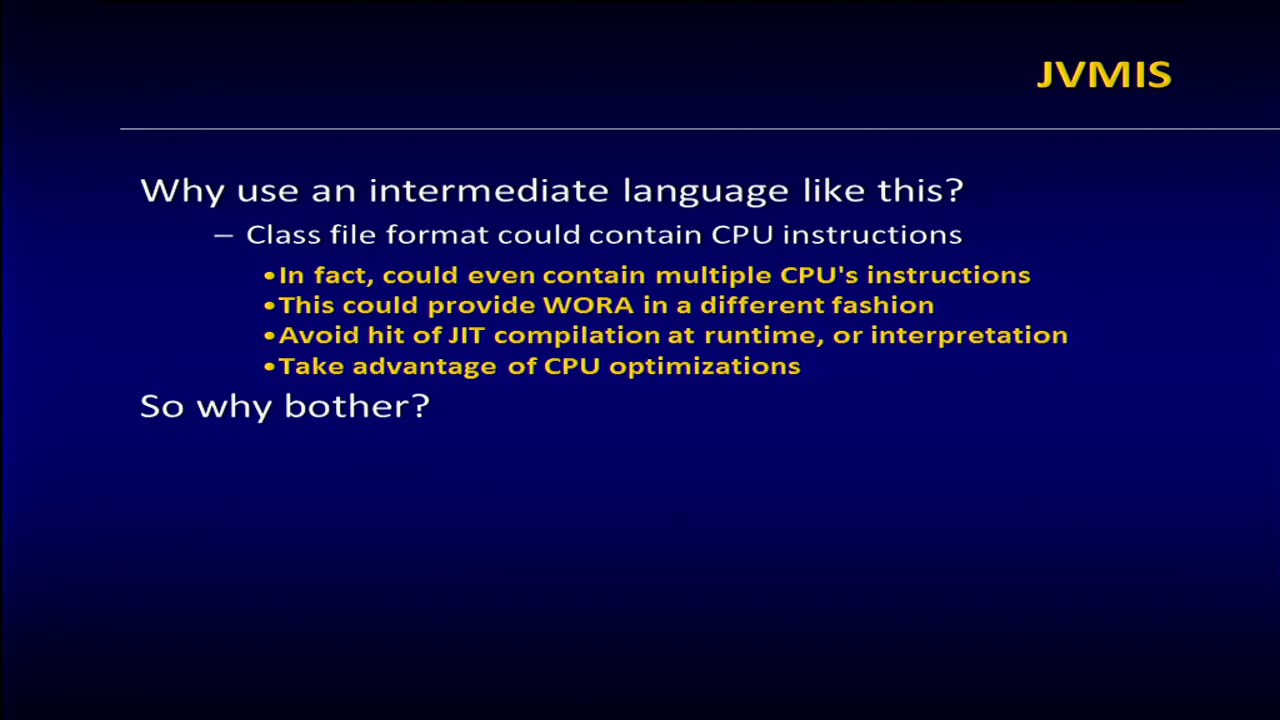 JVMIS
Why use an intermediate language like this?
– Class file format could contain CPU instructions
•In fact, could even contain multiple CPU's instructions
•This could provide WORA in a different fashion
•Avoid hit of JIT compilation at runtime, or interpretation
•Take advantage of CPU optimizations
So why bother?